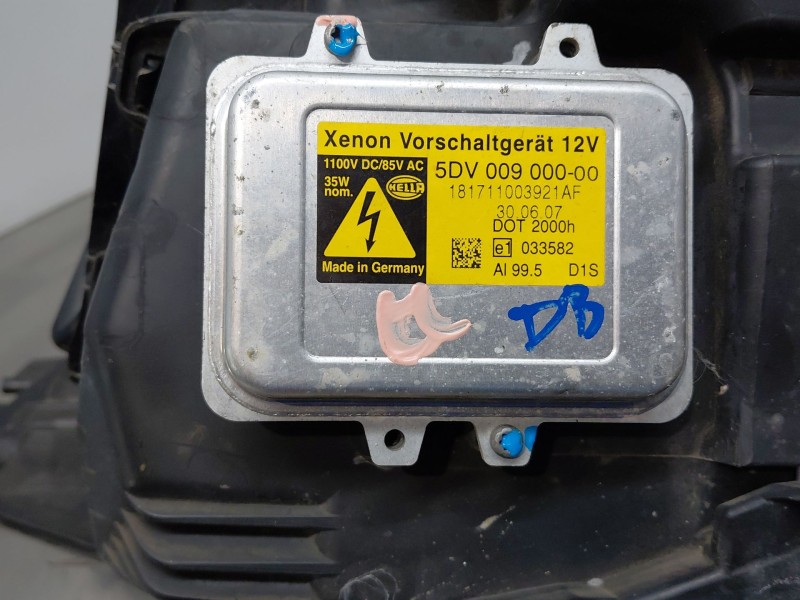 Xenon Vorschaltgerät 12V
1100V DC/85V AC
35W
nom.
HELLA
Made in Germany
5DV 009 000-00
181711003921AF
30.06.07
DOT 2000h
e1 033582
Al 99.5 D1S
DB